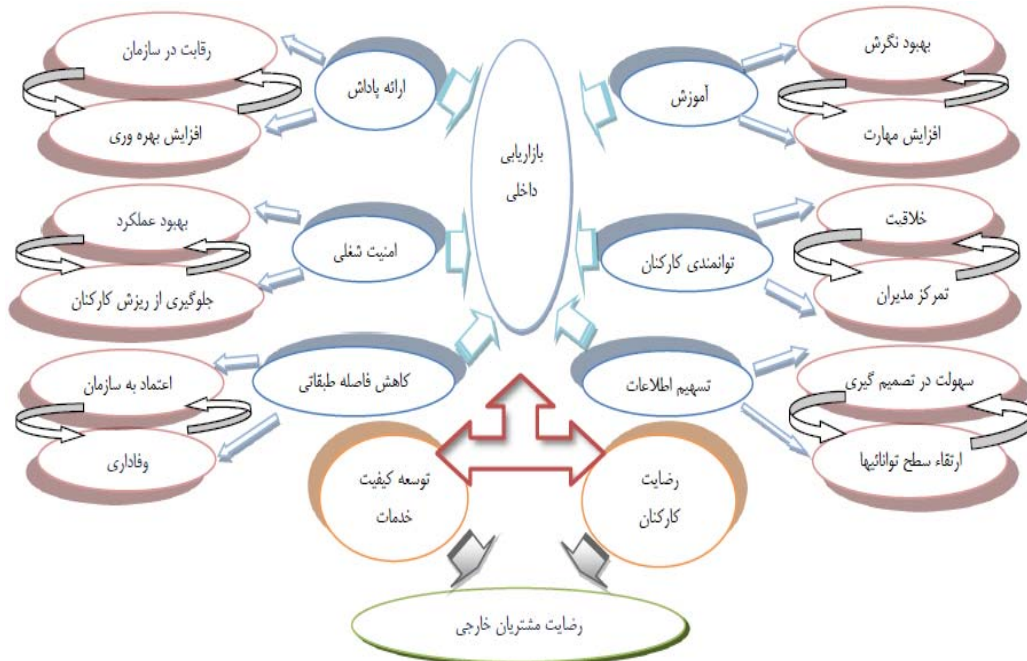 بهبود نگرش
رقابت در سازمان
آموزش
ارائه پاداش
افزایش مهارت
افزایش بهره وری
بازاریابی
داخلی
خلاقیت
بهبود عملکرد
توانمندی کارکنان
امنیت شغلی
تمرکز مدیران
جلوگیری از ریزش کارکنان
سهولت در تصمیم گیری
تسهیم اطلاعات
کاهش فاصله طبقاتی
اعتماد به سازمان
ارتقاء سطح توانائیها
وفاداری
رضایت
کارکنان
توسعه کیفیت
خدمات
رضایت مشتریان خارجی